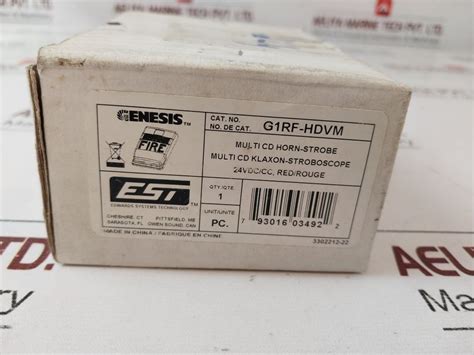 GENESIS™
CAT. NO.
NO. DE CAT.
G1RF-HDVM
FIRE
MULTI CD HORN-STROBE
MULTI CD KLAXON-STROBOSCOPE
24VDC/CC, RED/ROUGE
EST
EDWARDS SYSTEMS TECHNOLOGY
CHESHIRE, CT PITTSFIELD, ME
SARASOTA, FL OWEN SOUND, CAN
QTY./QTE.
1
UNIT/UNITE
PC.
7 93016 03492 2
3302212-22
MADE IN CHINA / FABRIQUE EN CHINE